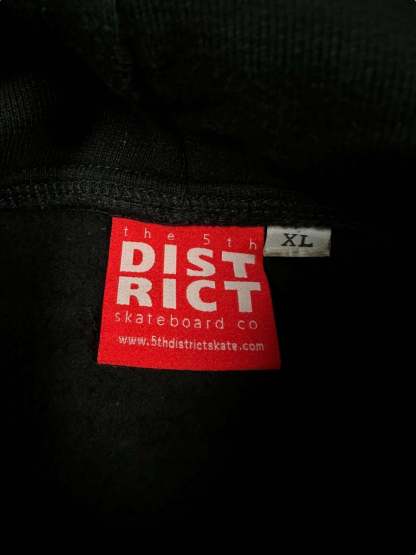 the 5th
DIST
RICT
skateboard co
www.5thdistrictskate.com
XL